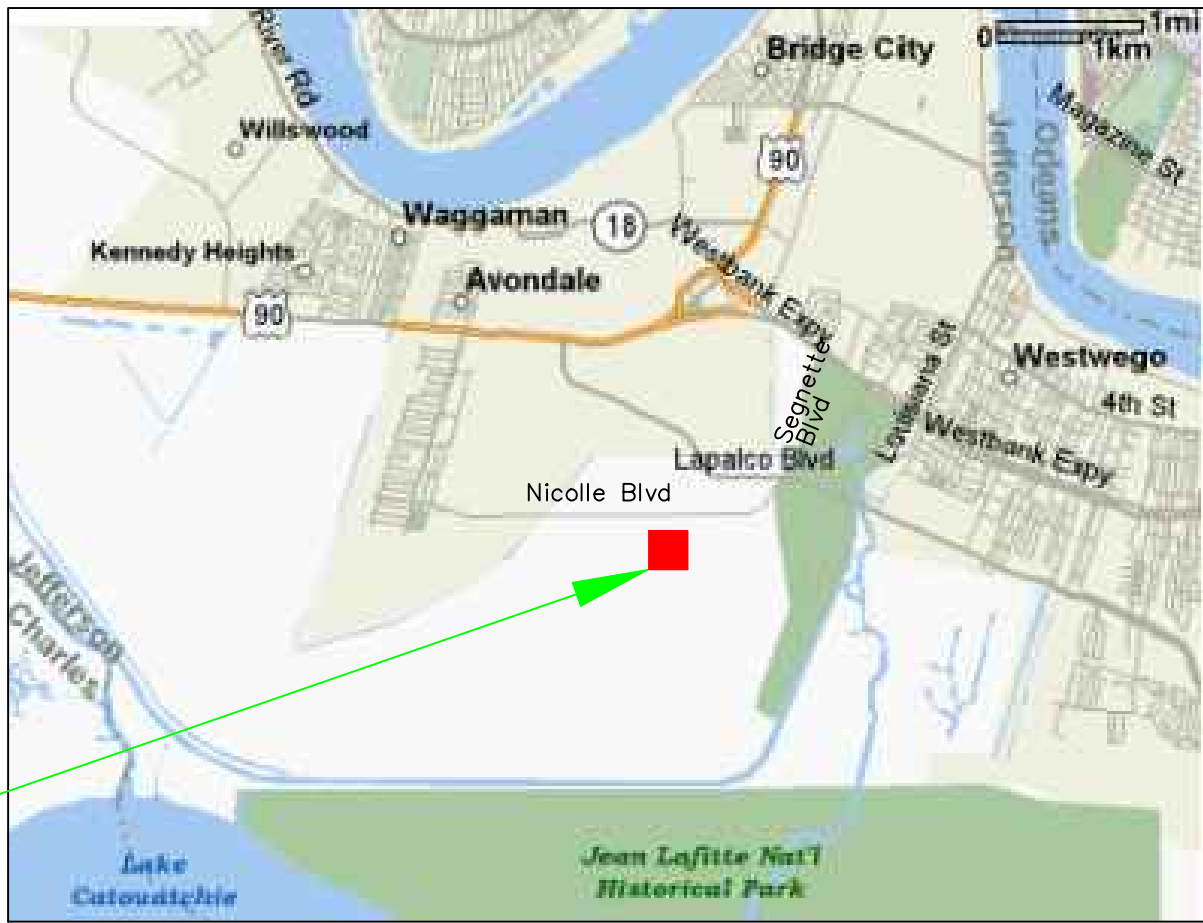 River Rd
Bridge City
0 1mi
1km
Willswood
Magazine St
Jefferson
Orleans
90
Waggaman
18
Westbank Expy
Kennedy Heights
Avondale
90
Segnette
Blvd
Louisiana St
Westwego
4th St
Westbank Expy
Lapalco Blvd
Nicolle Blvd
Jefferson
Charles
Lake
Catouatchie
Jean Lafitte Nat'l
Historical Park